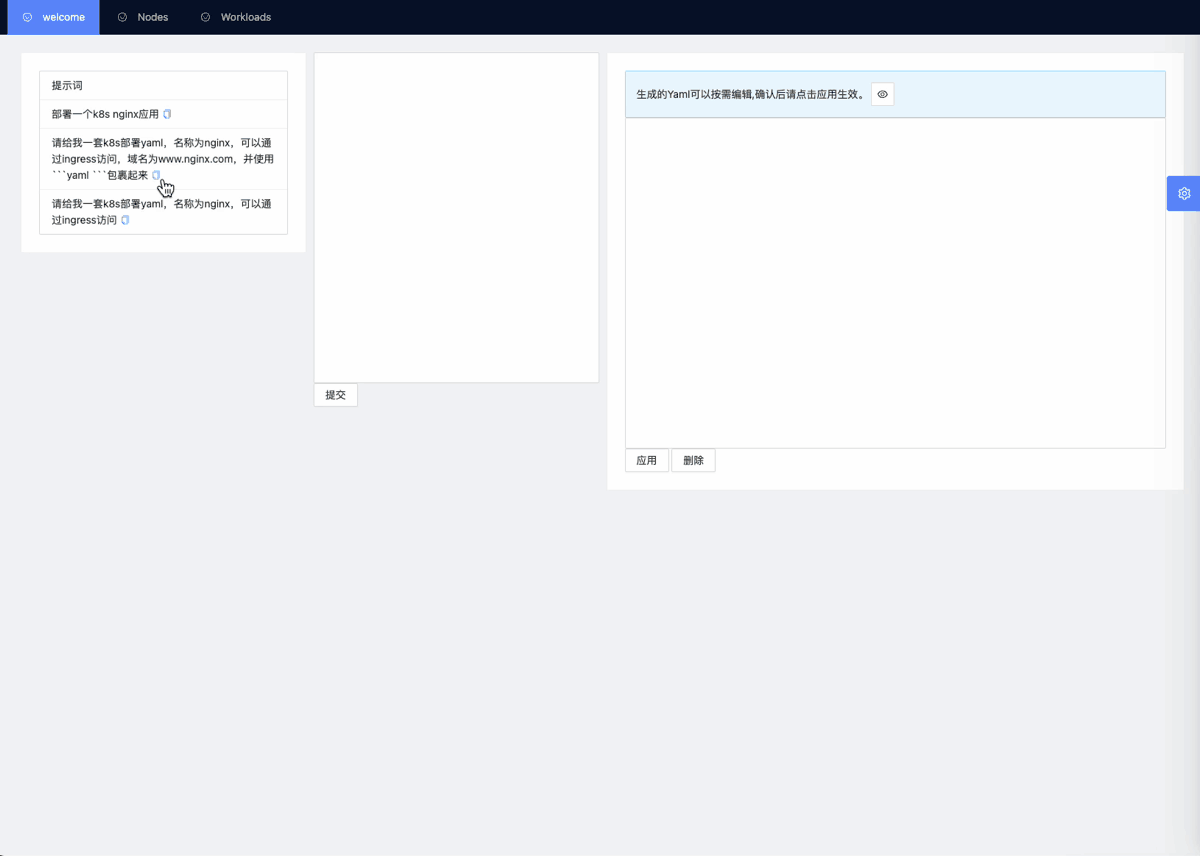 welcome
Nodes
Workloads
提示词
部署一个k8s nginx应用
请给我一套k8s部署yaml，名称为nginx，可以通
过ingress访问，域名为www.nginx.com，并使用
```yaml ```包裹起来
请给我一套k8s部署yaml，名称为nginx，可以通
过ingress访问
提交
生成的Yaml可以按需编辑,确认后请点击应用生效。
应用
删除